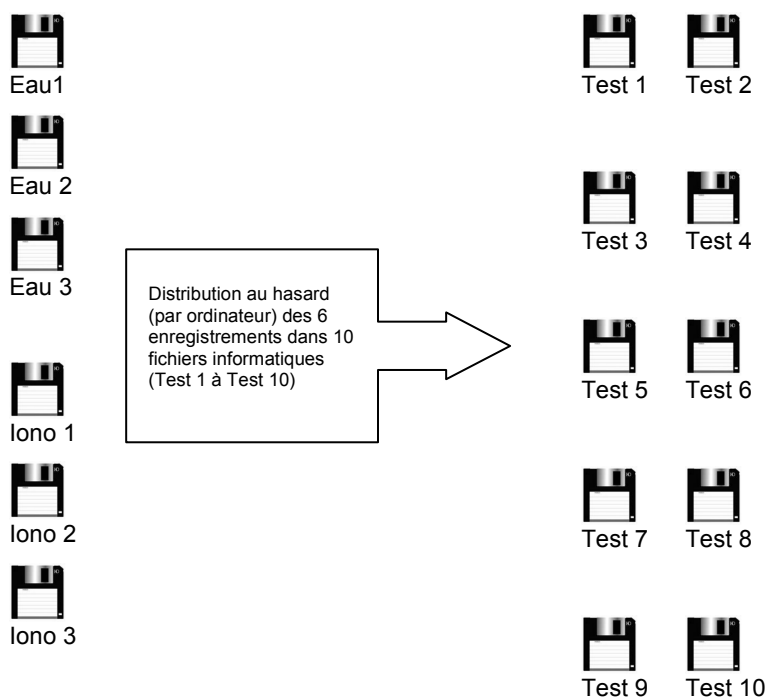 Eau1
Eau 2
Eau 3
Iono 1
Iono 2
Iono 3
Distribution au hasard
(par ordinateur) des 6
enregistrements dans 10
fichiers informatiques
(Test 1 à Test 10)
Test 1 Test 2
Test 3 Test 4
Test 5 Test 6
Test 7 Test 8
Test 9 Test 10